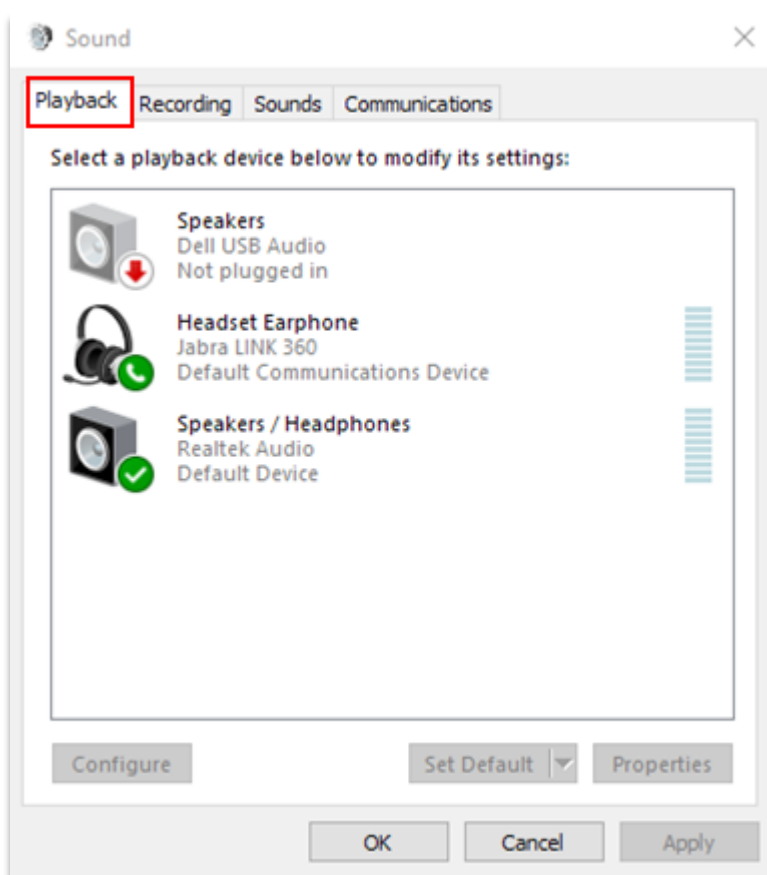 Sound
Playback Recording Sounds Communications
Select a playback device below to modify its settings:
Speakers
Dell USB Audio
Not plugged in
Headset Earphone
Jabra LINK 360
Default Communications Device
Speakers / Headphones
Realtek Audio
Default Device
Configure Set Default Properties
OK Cancel Apply